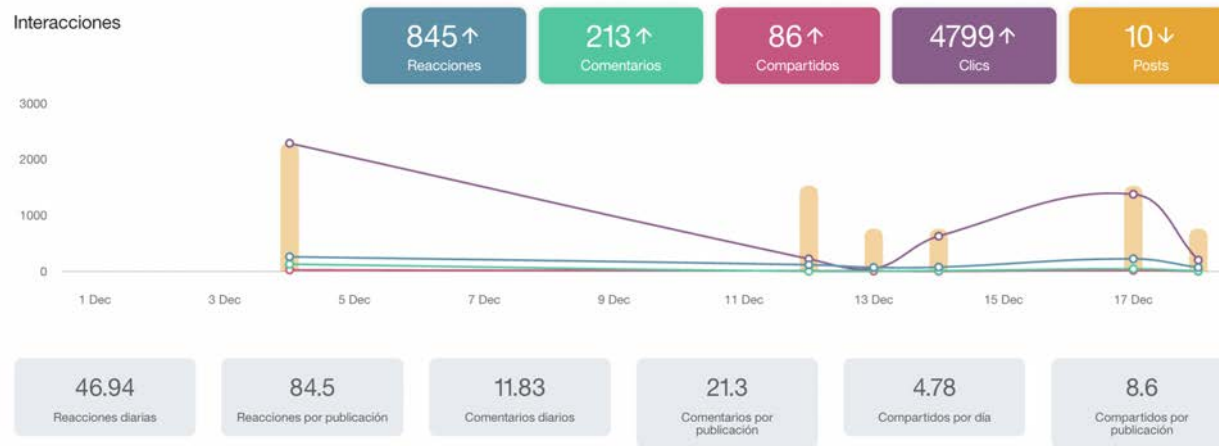 Interacciones
845↑
Reacciones
213↑
Comentarios
86↑
Compartidos
4799↑
Clics
10↓
Posts
3000
2000
1000
0
1 Dec
3 Dec
5 Dec
7 Dec
9 Dec
11 Dec
13 Dec
15 Dec
17 Dec
46.94
Reacciones diarias
84.5
Reacciones por publicación
11.83
Comentarios diarios
21.3
Comentarios por
publicación
4.78
Compartidos por día
8.6
Compartidos por
publicación